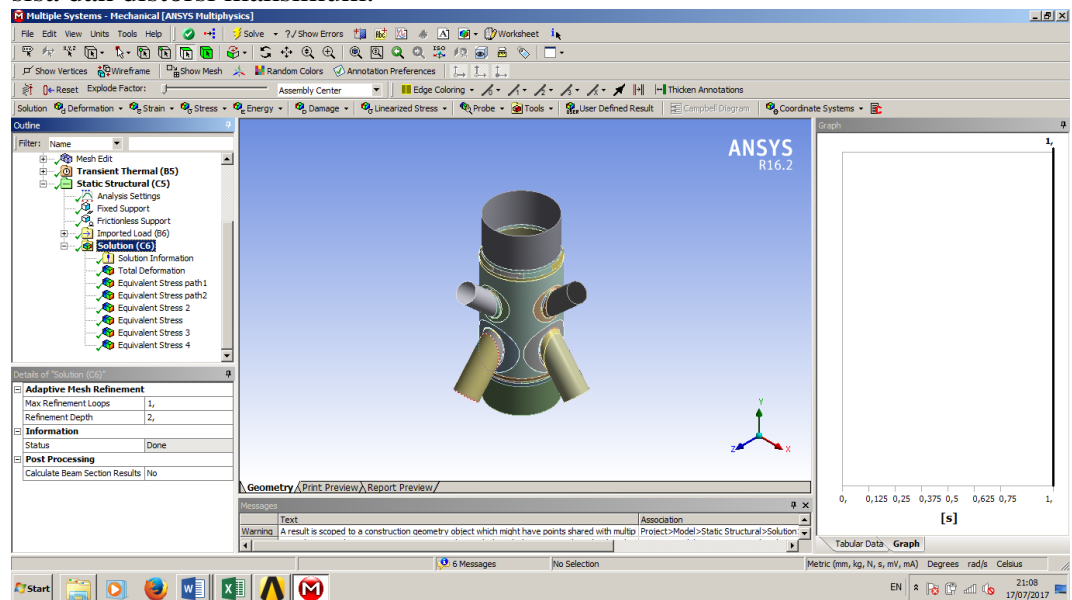 Multiple Systems - Mechanical [ANSYS Multiphysics]
File Edit View Units Tools Help Solve ?/ Show Errors Worksheet
Show Vertices Wireframe Show Mesh Random Colors Annotation Preferences
Reset Explode Factor: Assembly Center Edge Coloring Thicken Annotations
Solution Deformation Strain Stress Energy Damage Linearized Stress Probe Tools User Defined Result Campbell Diagram Coordinate Systems
Outline
Filter: Name
Mesh Edit
Transient Thermal (B5)
Static Structural (C5)
Analysis Settings
Fixed Support
Frictionless Support
Imported Load (B6)
Solution (C6)
Solution Information
Total Deformation
Equivalent Stress path1
Equivalent Stress path2
Equivalent Stress 2
Equivalent Stress
Equivalent Stress 3
Equivalent Stress 4
Details of "Solution (C6)"
Adaptive Mesh Refinement
Max Refinement Loops 1,
Refinement Depth 2,
Information
Status Done
Post Processing
Calculate Beam Section Results No
ANSYS
R16.2
Y
Z X
Geometry Print Preview Report Preview
Messages
Text Association
Warning A result is scoped to a construction geometry object which might have points shared with multip Project>Model>Static Structural>Solution
Graph
1,
0, 0,125 0,25 0,375 0,5 0,625 0,75 1,
[s]
Tabular Data Graph
6 Messages No Selection Metric (mm, kg, N, s, mV, mA) Degrees rad/s Celsius
Start EN 21:08
17/07/2017